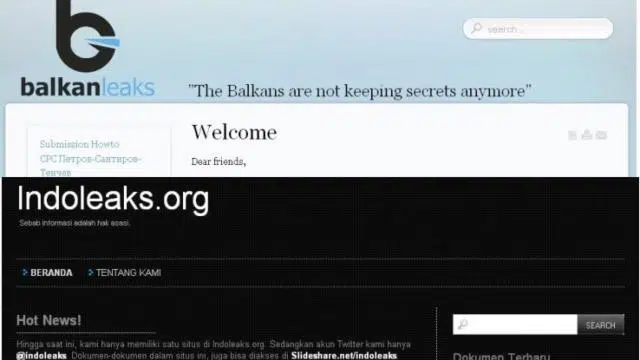 search...
balkanleaks
"The Balkans are not keeping secrets anymore"
Welcome
Submission Howto
СРС Петров-Сантиров-
Тенчев
Dear friends,
Indoleaks.org
Sebab informasi adalah hak asasi.
BERANDA
TENTANG KAMI
Hot News!
Hingga saat ini, kami hanya memiliki satu situs di Indoleaks.org. Sedangkan akun Twitter kami hanya
@indoleaks. Dokumen-dokumen dalam situs ini, juga bisa diakses di Slideshare.net/indoleaks
SEARCH
Dokumen Terbaru